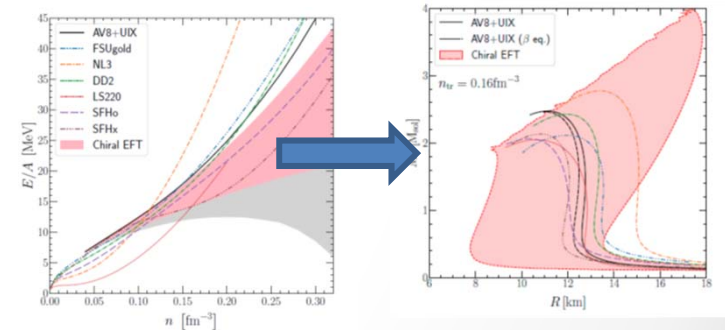 45
40
35
30
25
20
15
10
5
0
E/A [MeV]
AV8+UIX
FSUgold
NL3
DD2
LS220
SFHo
SFHx
Chiral EFT
0.00 0.05 0.10 0.15 0.20 0.25 0.30
n [fm⁻³]
4
3
2
1
0
AV8+UIX
AV8+UIX (β eq.)
Chiral EFT
nₜᵣ = 0.16fm⁻³
6 8 10 12 14 16 18
R [km]